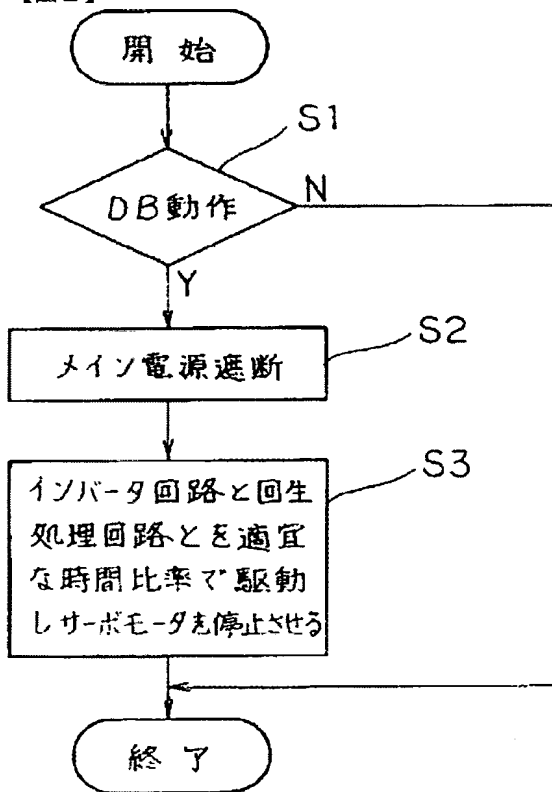 開始
S1
DB動作
N
Y
S2
メイン電源遮断
S3
インバータ回路と回生
処理回路とを適宜
な時間比率で駆動
しサーボモータを停止させる
終了